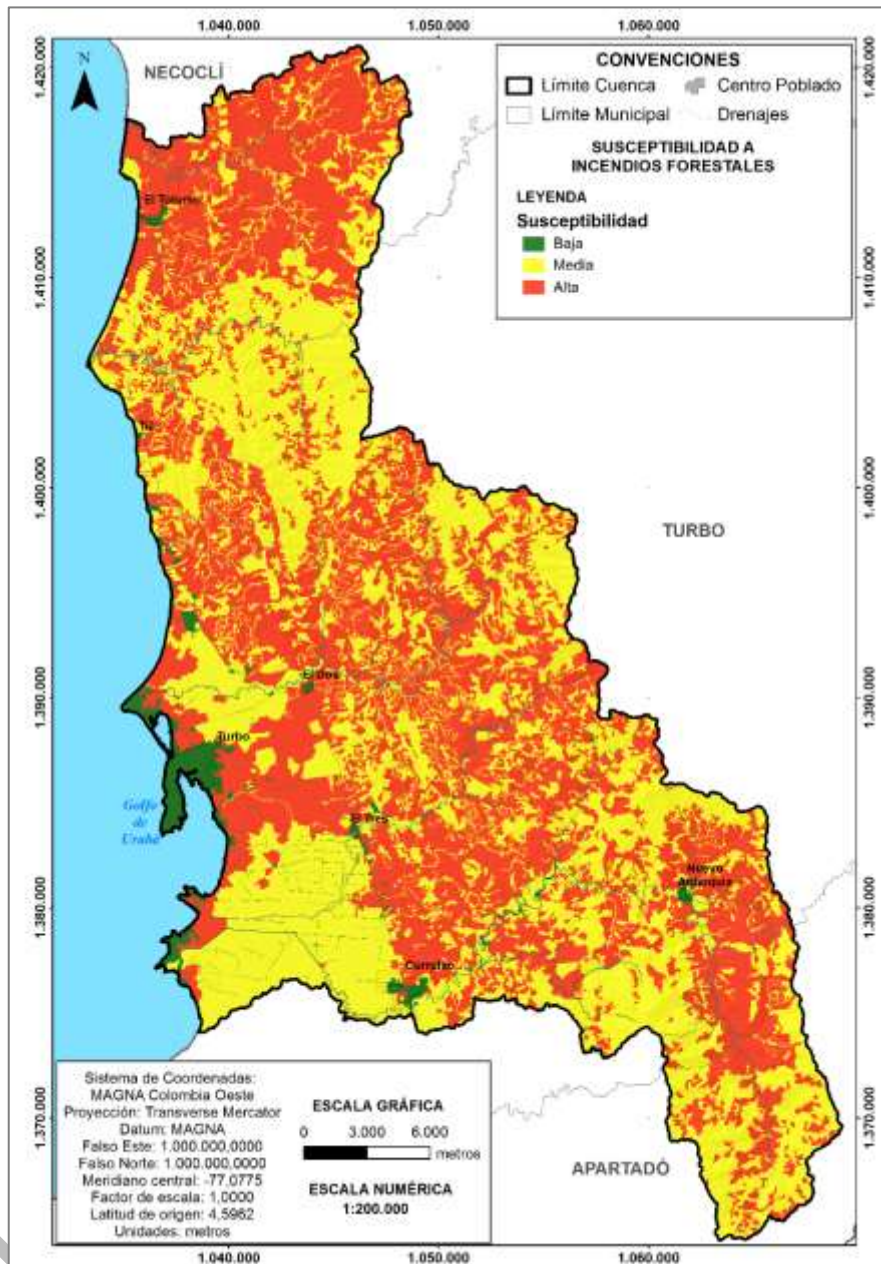 1.040.000
1.050.000
1.060.000
1.420.000
1.410.000
1.400.000
1.390.000
1.380.000
1.370.000
N
NECOCLÍ
CONVENCIONES
Límite Cuenca
Centro Poblado
Límite Municipal
Drenajes
SUSCEPTIBILIDAD A
INCENDIOS FORESTALES
LEYENDA
Susceptibilidad
Baja
Media
Alta
El Totumo
Tie
TURBO
El Dos
Turbo
Golfo
de
Urabá
El Tres
Nueva
Antioquia
Currulao
APARTADÓ
Sistema de Coordenadas:
MAGNA Colombia Oeste
Proyección: Transverse Mercator
Datum: MAGNA
Falso Este: 1.000.000,0000
Falso Norte: 1.000.000,0000
Meridiano central: -77,0775
Factor de escala: 1,0000
Latitud de origen: 4,5962
Unidades: metros
ESCALA GRÁFICA
0 3.000 6.000
metros
ESCALA NUMÉRICA
1:200.000
1.420.000
1.410.000
1.400.000
1.390.000
1.380.000
1.370.000
1.040.000
1.050.000
1.060.000